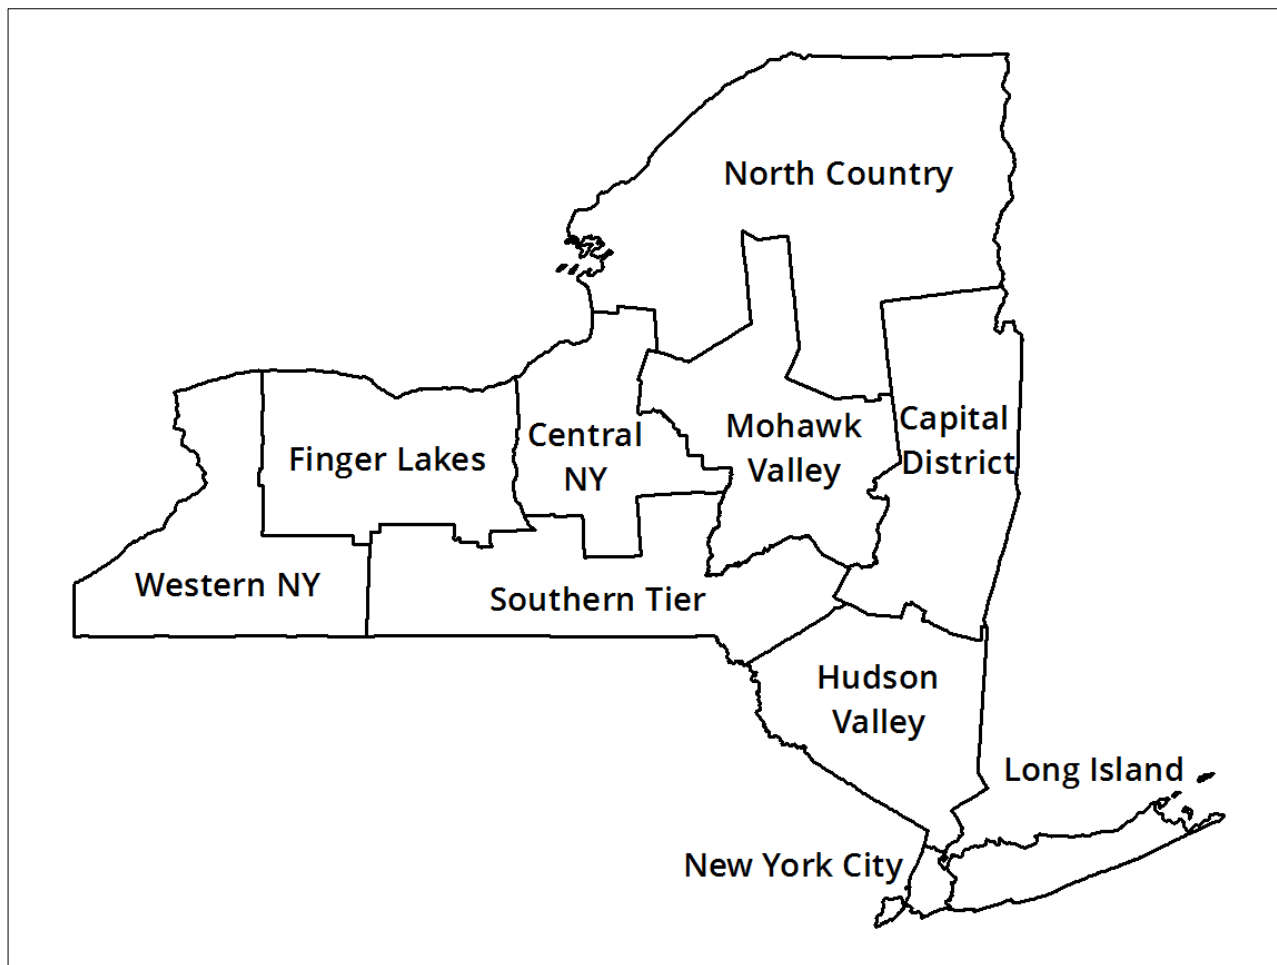 North Country
Mohawk
Valley
Capital
District
Central
NY
Finger Lakes
Western NY
Southern Tier
Hudson
Valley
Long Island
New York City